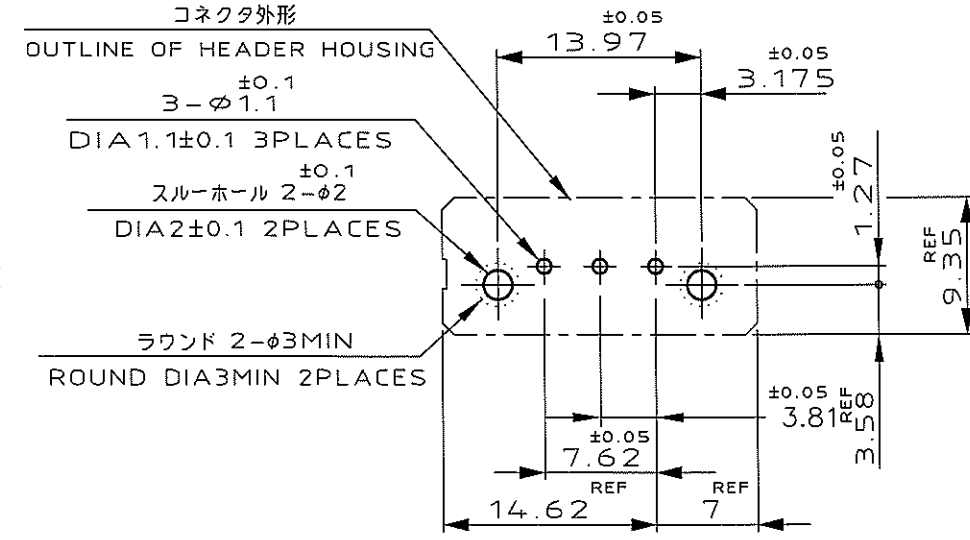 コネクタ外形
OUTLINE OF HEADER HOUSING
±0.1
3-φ1.1
DIA1.1±0.1 3PLACES
±0.1
スルーホール 2-φ2
DIA2±0.1 2PLACES
ラウンド 2-φ3MIN
ROUND DIA3MIN 2PLACES
±0.05
13.97
±0.05
3.175
±0.05
1.27
REF
9.35
REF
3.58
±0.05
3.81
±0.05
7.62
REF
14.62
REF
7